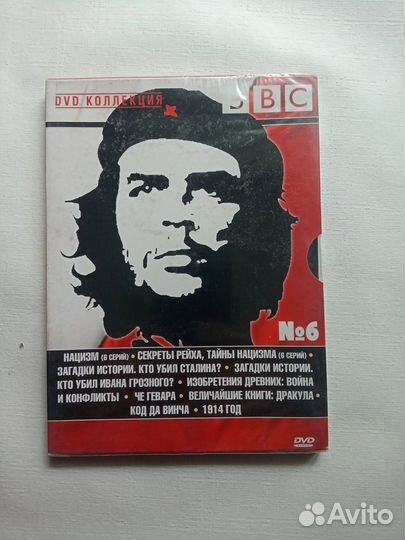 DVD КОЛЛЕКЦИЯ
BBC
№6
НАЦИЗМ (6 СЕРИЙ) • СЕКРЕТЫ РЕЙХА, ТАЙНЫ НАЦИЗМА (6 СЕРИЙ) •
ЗАГАДКИ ИСТОРИИ. КТО УБИЛ СТАЛИНА? • ЗАГАДКИ ИСТОРИИ.
КТО УБИЛ ИВАНА ГРОЗНОГО? • ИЗОБРЕТЕНИЯ ДРЕВНИХ: ВОЙНА
И КОНФЛИКТЫ • ЧЕ ГЕВАРА • ВЕЛИЧАЙШИЕ КНИГИ: ДРАКУЛА •
КОД ДА ВИНЧА • 1914 ГОД
DVD
Avito